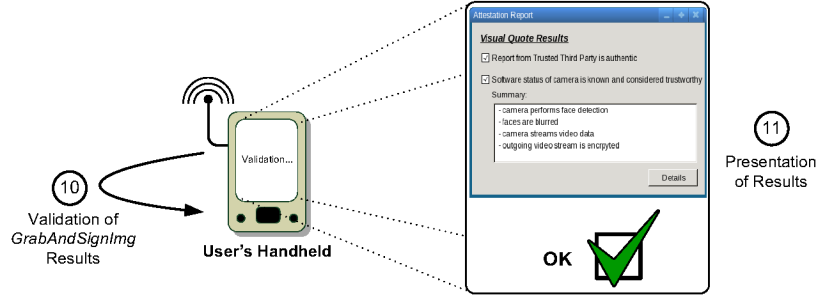 Attestation Report
Visual Quote Results
Report from Trusted Third Party is authentic
Software status of camera is known and considered trustworthy
Summary:
- camera performs face detection
- faces are blurred
- camera streams video data
- outgoing video stream is encrpyted
Details
OK
Validation...
User's Handheld
10
Validation of
GrabAndSignImg
Results
11
Presentation
of Results